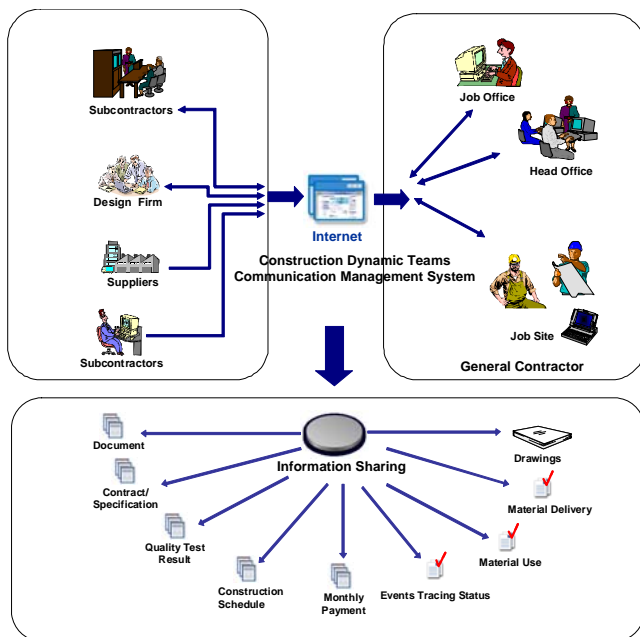 Subcontractors
Design Firm
Suppliers
Subcontractors
Internet
Construction Dynamic Teams
Communication Management System
Job Office
Head Office
Job Site
General Contractor
Information Sharing
Document
Contract/
Specification
Quality Test
Result
Construction
Schedule
Monthly
Payment
Events Tracing Status
Material Use
Material Delivery
Drawings